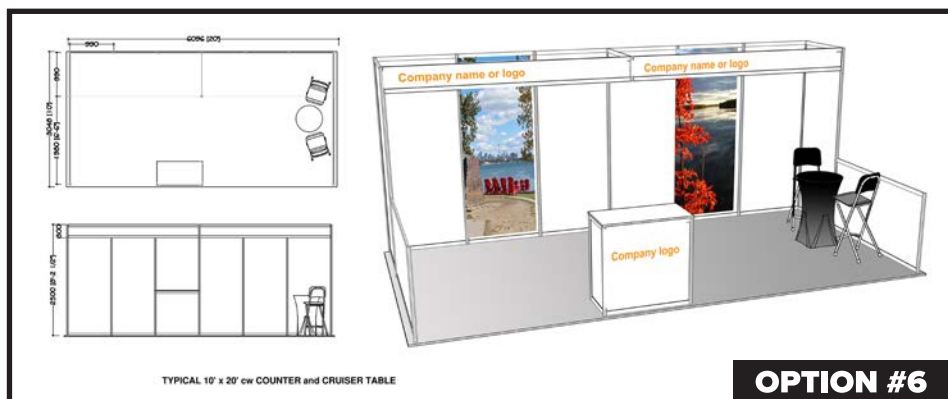 6096 [20']
990
990
3048 [10']
1980 [6'-6"]
Company name or logo
Company name or logo
Company logo
600
2500 [8'-2 1/2"]
TYPICAL 10' x 20' cw COUNTER and CRUISER TABLE
OPTION #6